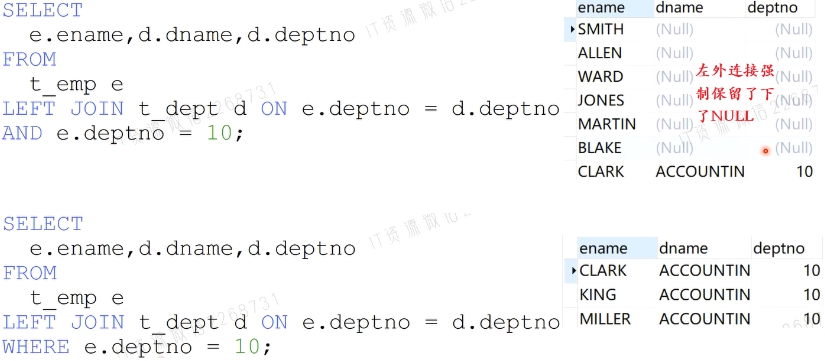 SELECT
e.ename,d.dname,d.deptno
FROM
t_emp e
LEFT JOIN t_dept d ON e.deptno = d.deptno
AND e.deptno = 10;
ename dname deptno
SMITH (Null) (Null)
ALLEN (Null) (Null)
WARD (Null) (Null)
JONES (Null) (Null)
MARTIN (Null) (Null)
BLAKE (Null) (Null)
CLARK ACCOUNTIN 10
左外连接强
制保留了下
了NULL
SELECT
e.ename,d.dname,d.deptno
FROM
t_emp e
LEFT JOIN t_dept d ON e.deptno = d.deptno
WHERE e.deptno = 10;
ename dname deptno
CLARK ACCOUNTIN 10
KING ACCOUNTIN 10
MILLER ACCOUNTIN 10